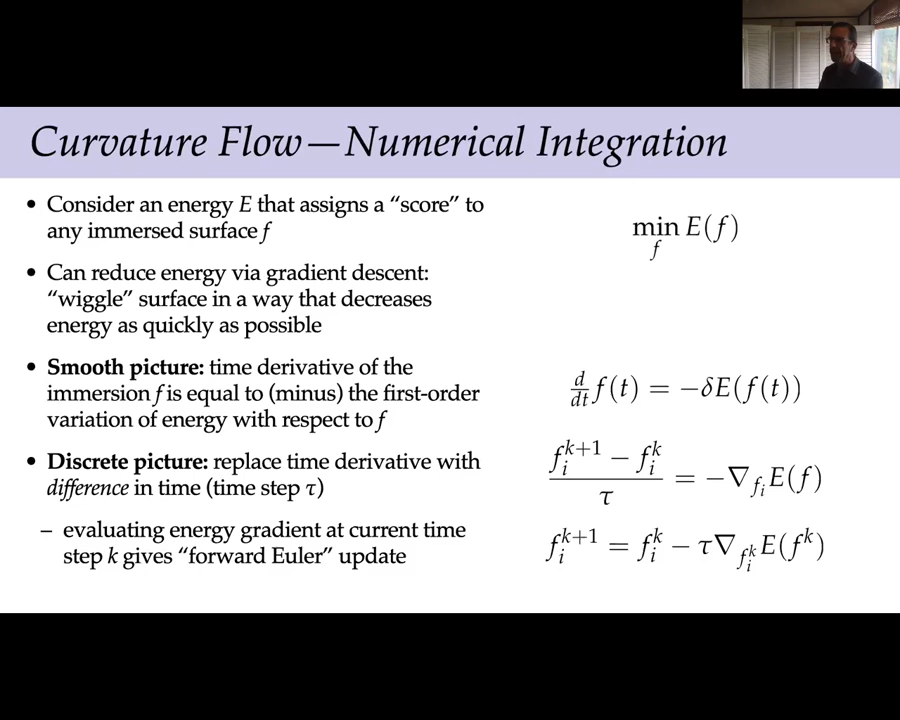 Curvature Flow—Numerical Integration
• Consider an energy E that assigns a “score” to
any immersed surface f
min_f E(f)
• Can reduce energy via gradient descent:
“wiggle” surface in a way that decreases
energy as quickly as possible
• Smooth picture: time derivative of the
immersion f is equal to (minus) the first-order
variation of energy with respect to f
d/dt f(t) = −δE(f(t))
• Discrete picture: replace time derivative with
difference in time (time step τ)
(f_i^{k+1} − f_i^k)/τ = −∇_{f_i} E(f)
– evaluating energy gradient at current time
step k gives “forward Euler” update
f_i^{k+1} = f_i^k − τ∇_{f_i^k} E(f^k)